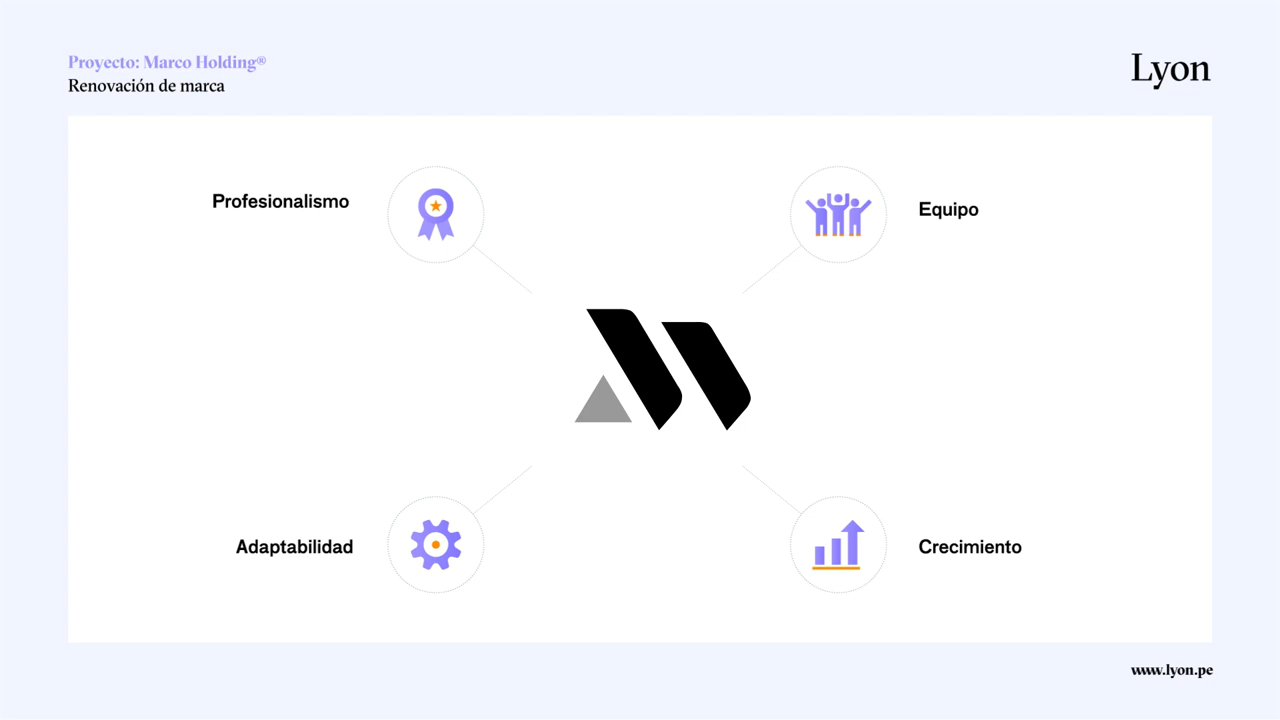 Proyecto: Marco Holding®
Renovación de marca
Lyon
Profesionalismo
Equipo
Adaptabilidad
Crecimiento
www.lyon.pe